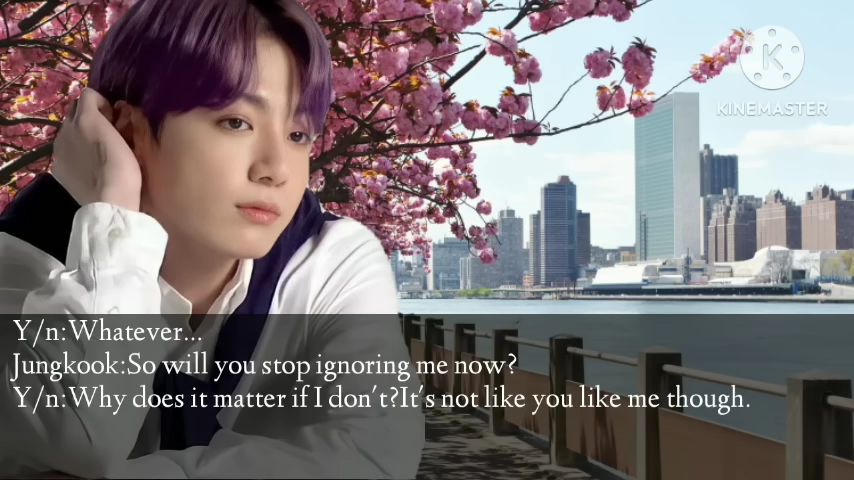 KINEMASTER
Y/n:Whatever...
Jungkook:So will you stop ignoring me now?
Y/n:Why does it matter if I don't?It's not like you like me though.